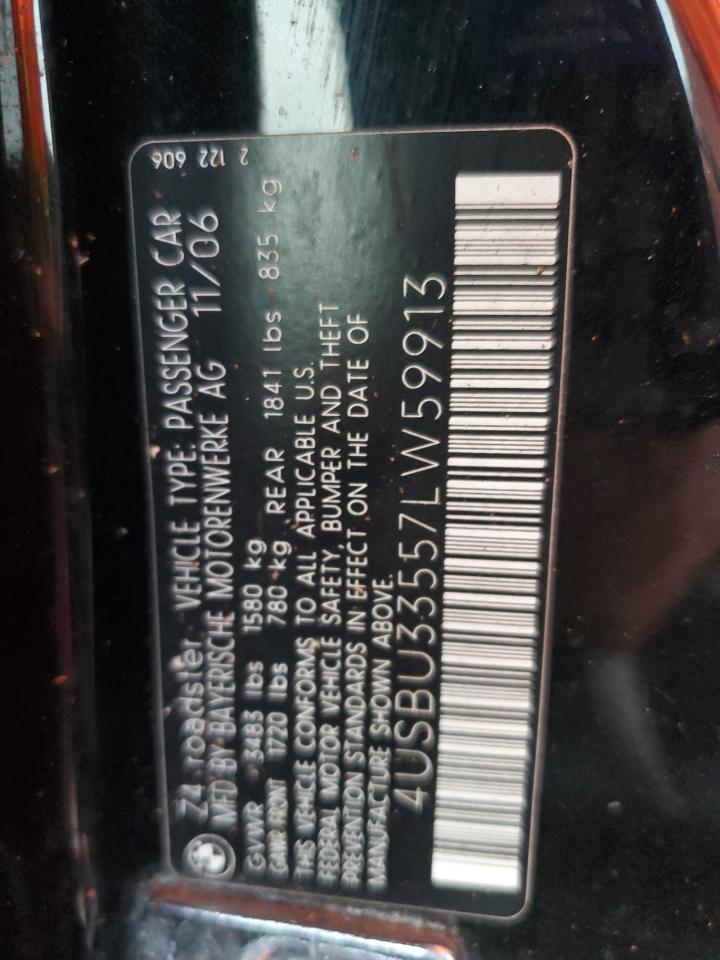 2 122 606
Z4 roadster VEHICLE TYPE: PASSENGER CAR
MFD BY BAYERISCHE MOTORENWERKE AG 11/06
GVWR 3483 lbs 1580 kg
GAWR FRONT 1720 lbs 780 kg REAR 1841 lbs 835 kg
THIS VEHICLE CONFORMS TO ALL APPLICABLE U.S.
FEDERAL MOTOR VEHICLE SAFETY, BUMPER AND THEFT
PREVENTION STANDARDS IN EFFECT ON THE DATE OF
MANUFACTURE SHOWN ABOVE.
4USBU33557LW59913